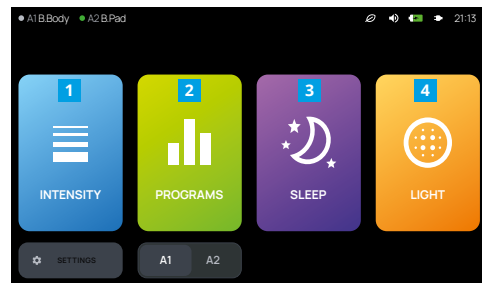 A1 B.Body A2 B.Pad 21:13
1 2 3 4
INTENSITY PROGRAMS SLEEP LIGHT
SETTINGS A1 A2